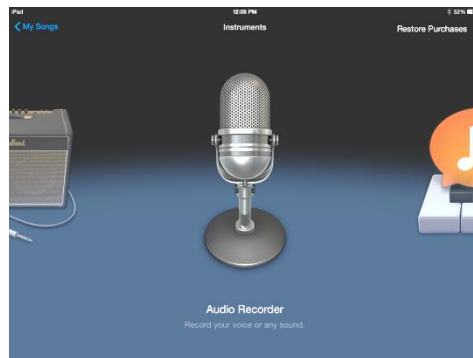 iPad
12:05 PM
52%
My Songs
Instruments
Restore Purchases
Audio Recorder
Record your voice or any sound.